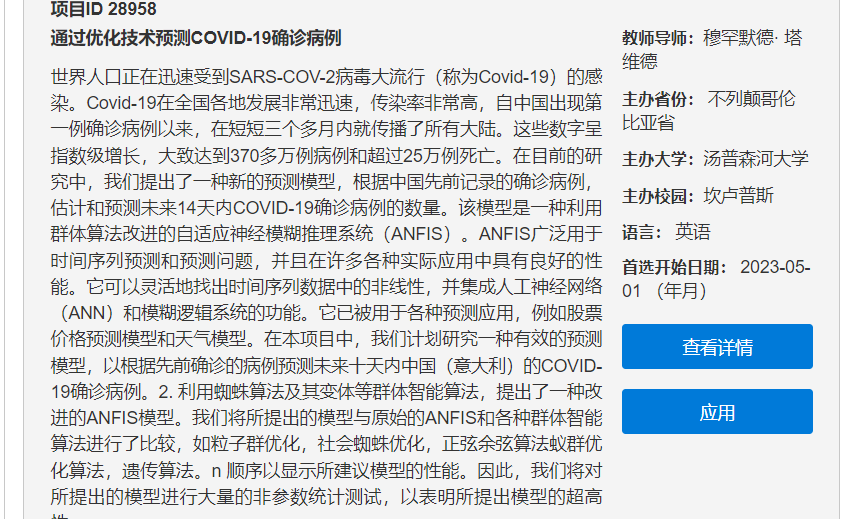 项目ID 28958
通过优化技术预测COVID-19确诊病例
世界人口正在迅速受到SARS-COV-2病毒大流行（称为Covid-19）的感
染。Covid-19在全国各地发展非常迅速，传染率非常高，自中国出现第
一例确诊病例以来，在短短三个多月内就传播了所有大陆。这些数字呈
指数级增长，大致达到370多万例病例和超过25万例死亡。在目前的研
究中，我们提出了一种新的预测模型，根据中国先前记录的确诊病例，
估计和预测未来14天内COVID-19确诊病例的数量。该模型是一种利用
群体算法改进的自适应神经模糊推理系统（ANFIS）。ANFIS广泛用于
时间序列预测和预测问题，并且在许多各种实际应用中具有良好的性
能。它可以灵活地找出时间序列数据中的非线性，并集成人工神经网络
（ANN）和模糊逻辑系统的功能。它已被用于各种预测应用，例如股票
价格预测模型和天气模型。在本项目中，我们计划研究一种有效的预测
模型，以根据先前确诊的病例预测未来十天内中国（意大利）的COVID-
19确诊病例。2. 利用蜘蛛算法及其变体等群体智能算法，提出了一种改
进的ANFIS模型。我们将所提出的模型与原始的ANFIS和各种群体智能
算法进行了比较，如粒子群优化，社会蜘蛛优化，正弦余弦算法蚁群优
化算法，遗传算法。n 顺序以显示所建议模型的性能。因此，我们将对
所提出的模型进行大量的非参数统计测试，以表明所提出模型的超高
教师导师：穆罕默德· 塔
维德
主办省份： 不列颠哥伦
比亚省
主办大学：汤普森河大学
主办校园：坎卢普斯
语言： 英语
首选开始日期： 2023-05-
01 （年月）
查看详情
应用